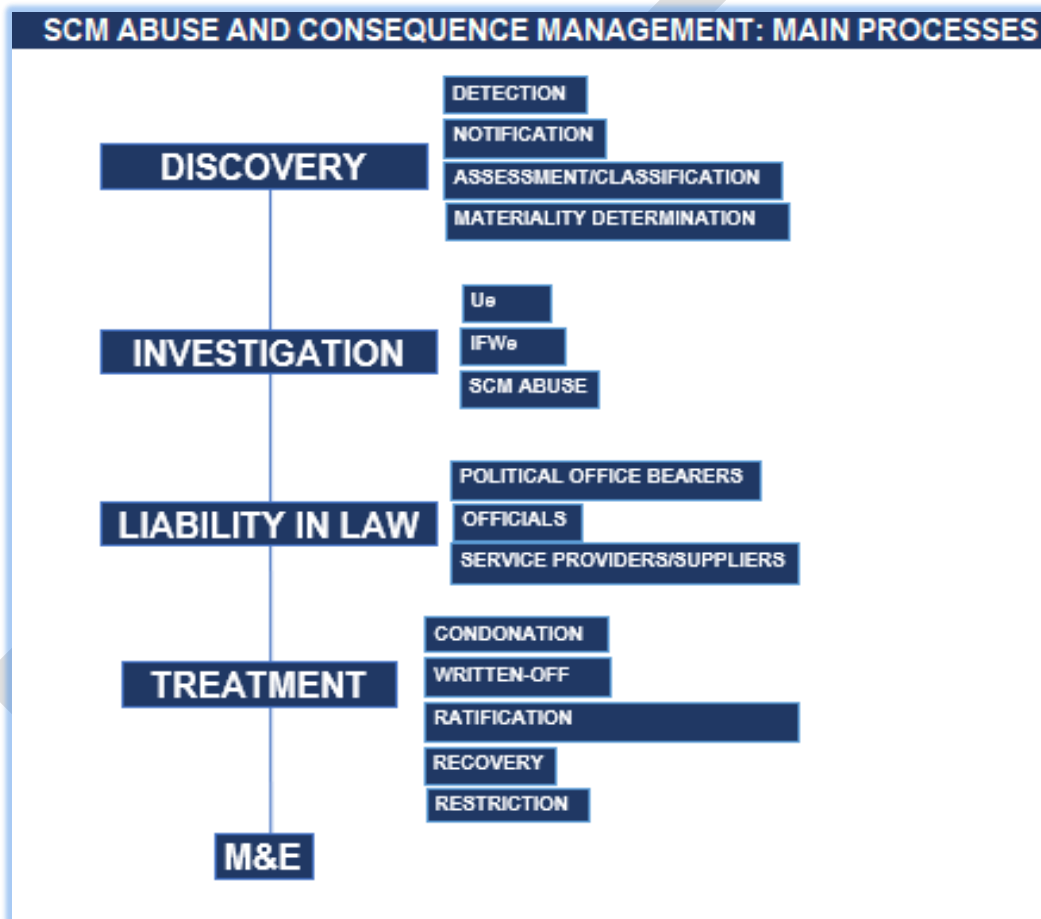 SCM ABUSE AND CONSEQUENCE MANAGEMENT: MAIN PROCESSES
DISCOVERY
DETECTION
NOTIFICATION
ASSESSMENT/CLASSIFICATION
MATERIALITY DETERMINATION
INVESTIGATION
Ue
IFWe
SCM ABUSE
LIABILITY IN LAW
POLITICAL OFFICE BEARERS
OFFICIALS
SERVICE PROVIDERS/SUPPLIERS
TREATMENT
CONDONATION
WRITTEN-OFF
RATIFICATION
RECOVERY
RESTRICTION
M&E